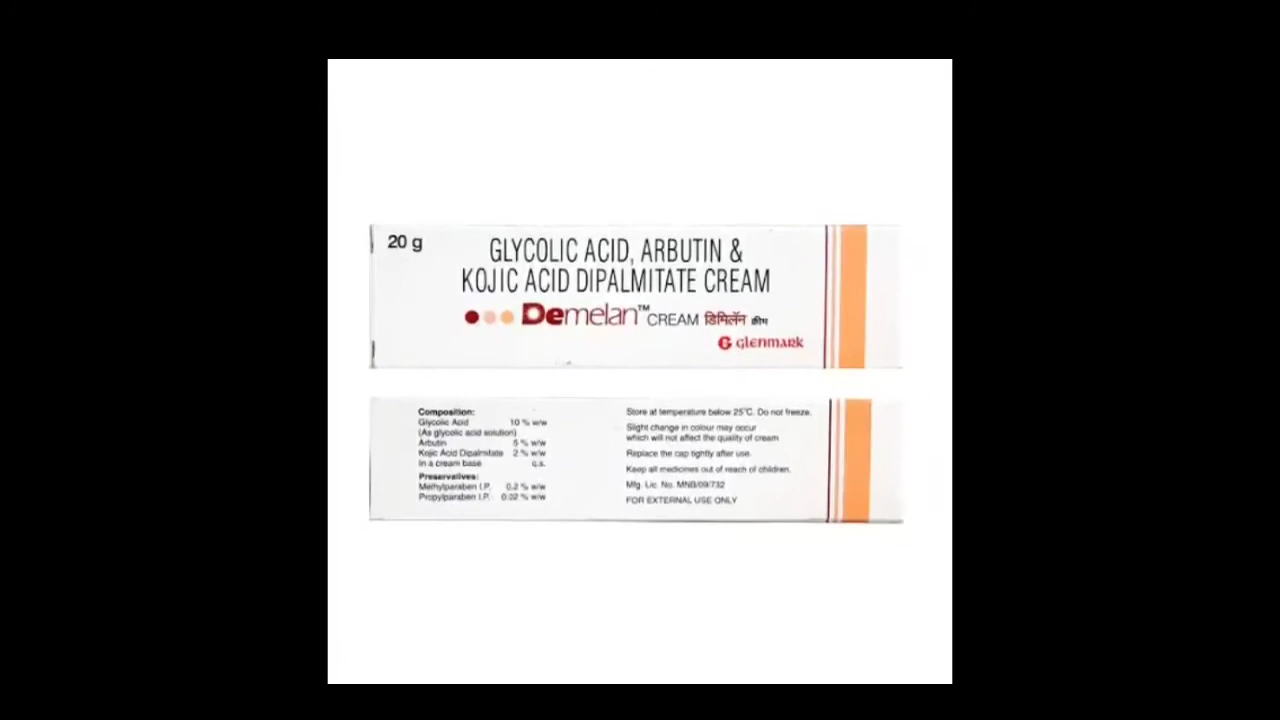 20 g
GLYCOLIC ACID, ARBUTIN &
KOJIC ACID DIPALMITATE CREAM
Demelan™ CREAM डिमिलॅन क्रीम
glenmark
Composition:
Glycolic Acid 10 % w/w
(As glycolic acid solution)
Arbutin 5 % w/w
Kojic Acid Dipalmitate 2 % w/w
In a cream base q.s.
Preservatives:
Methylparaben I.P. 0.2 % w/w
Propylparaben I.P. 0.02 % w/w
Store at temperature below 25°C. Do not freeze.
Slight change in colour may occur
which will not affect the quality of cream
Replace the cap tightly after use.
Keep all medicines out of reach of children.
Mfg. Lic. No. MNB/09/732
FOR EXTERNAL USE ONLY